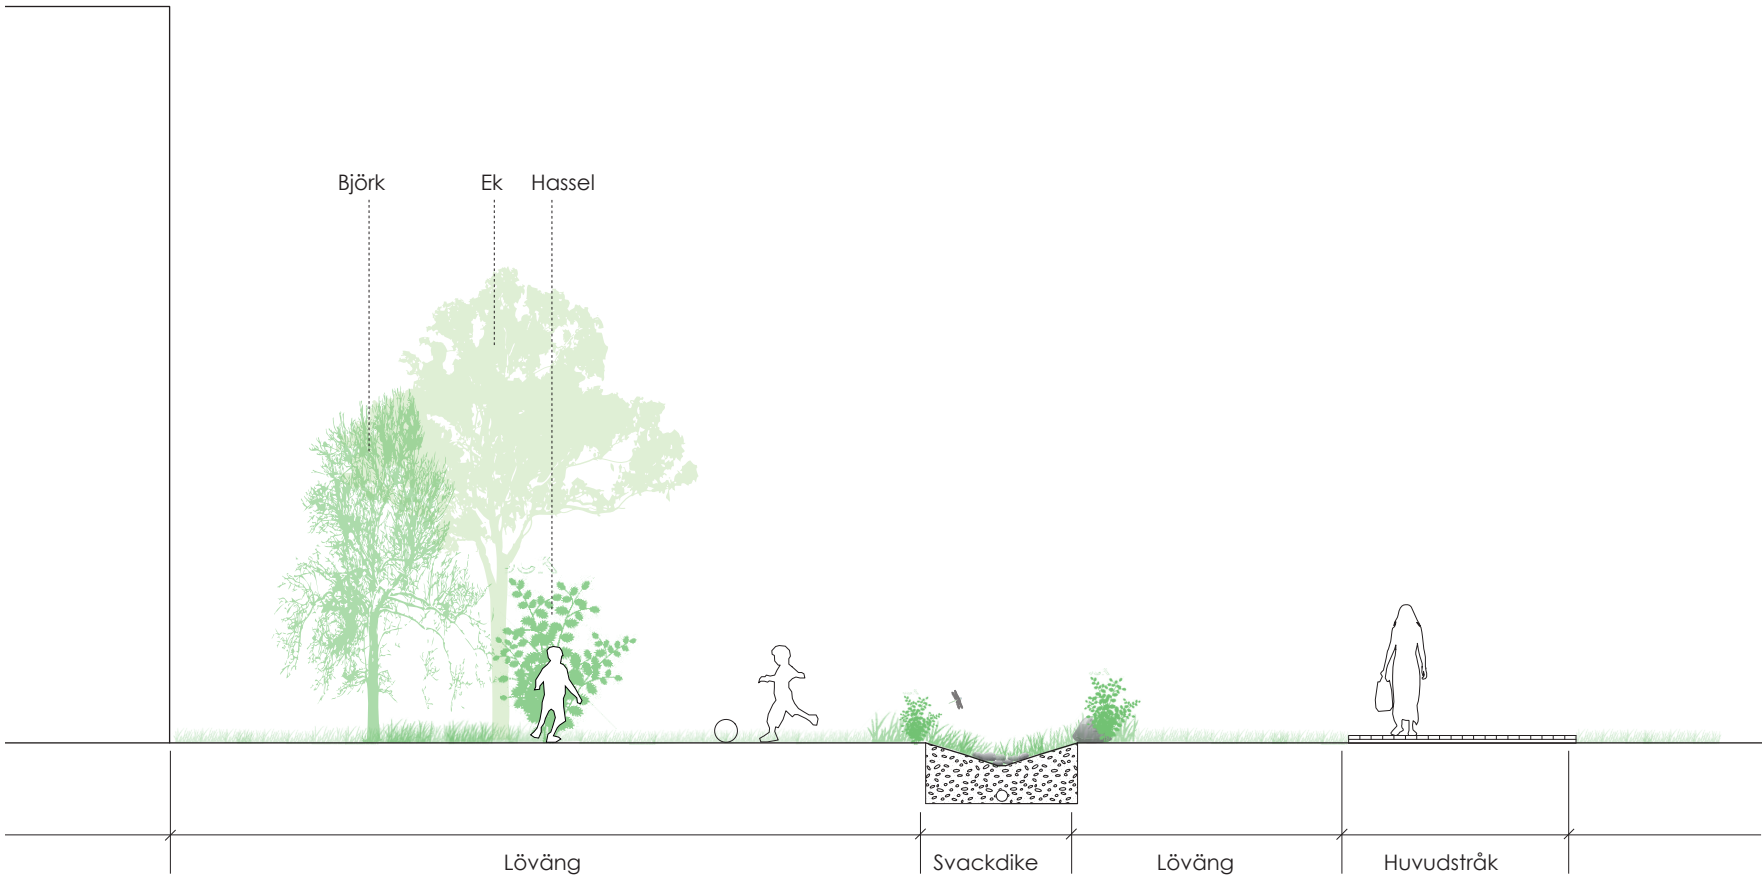 Björk
Ek
Hassel
Löväng
Svackdike
Löväng
Huvudstråk